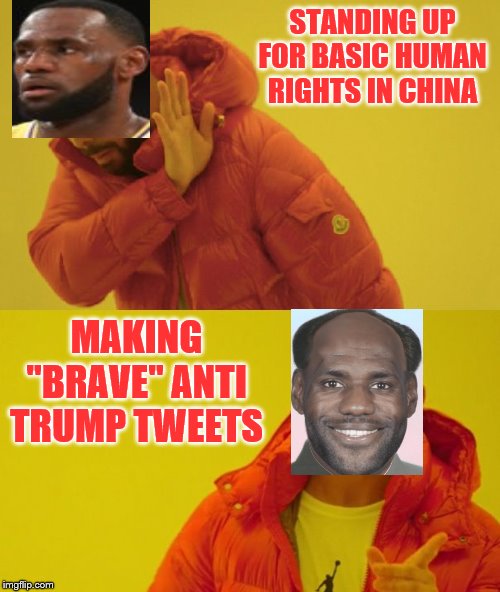 STANDING UP
FOR BASIC HUMAN
RIGHTS IN CHINA
MAKING
"BRAVE" ANTI
TRUMP TWEETS
imgflip.com